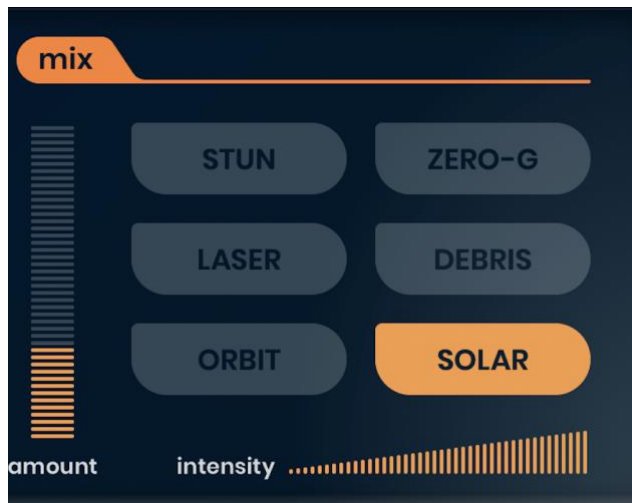 mix
STUN ZERO-G
LASER DEBRIS
ORBIT SOLAR
amount intensity